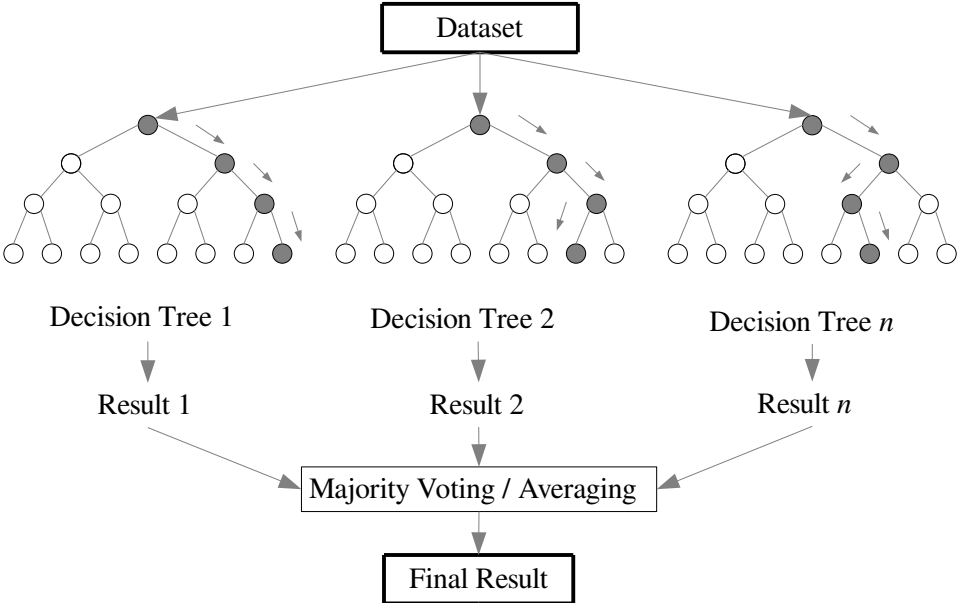 Dataset
Decision Tree 1
Decision Tree 2
Decision Tree n
Result 1
Result 2
Result n
Majority Voting / Averaging
Final Result